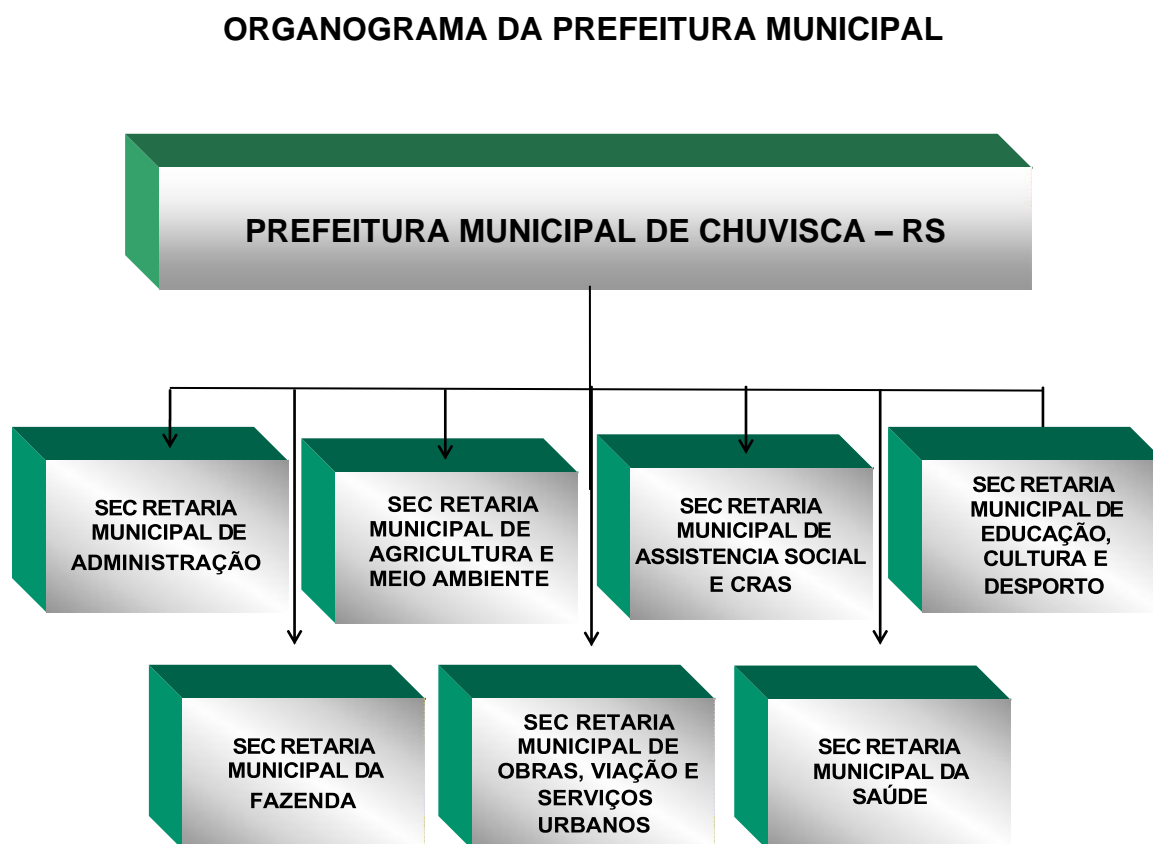 ORGANOGRAMA DA PREFEITURA MUNICIPAL
PREFEITURA MUNICIPAL DE CHUVISCA – RS
SEC RETARIA
MUNICIPAL DE
ADMINISTRAÇÃO
SEC RETARIA
MUNICIPAL DE
AGRICULTURA E
MEIO AMBIENTE
SEC RETARIA
MUNICIPAL DE
ASSISTENCIA SOCIAL
E CRAS
SEC RETARIA
MUNICIPAL DE
EDUCAÇÃO,
CULTURA E
DESPORTO
SEC RETARIA
MUNICIPAL DA
FAZENDA
SEC RETARIA
MUNICIPAL DE
OBRAS, VIAÇÃO E
SERVIÇOS
URBANOS
SEC RETARIA
MUNICIPAL DA
SAÚDE